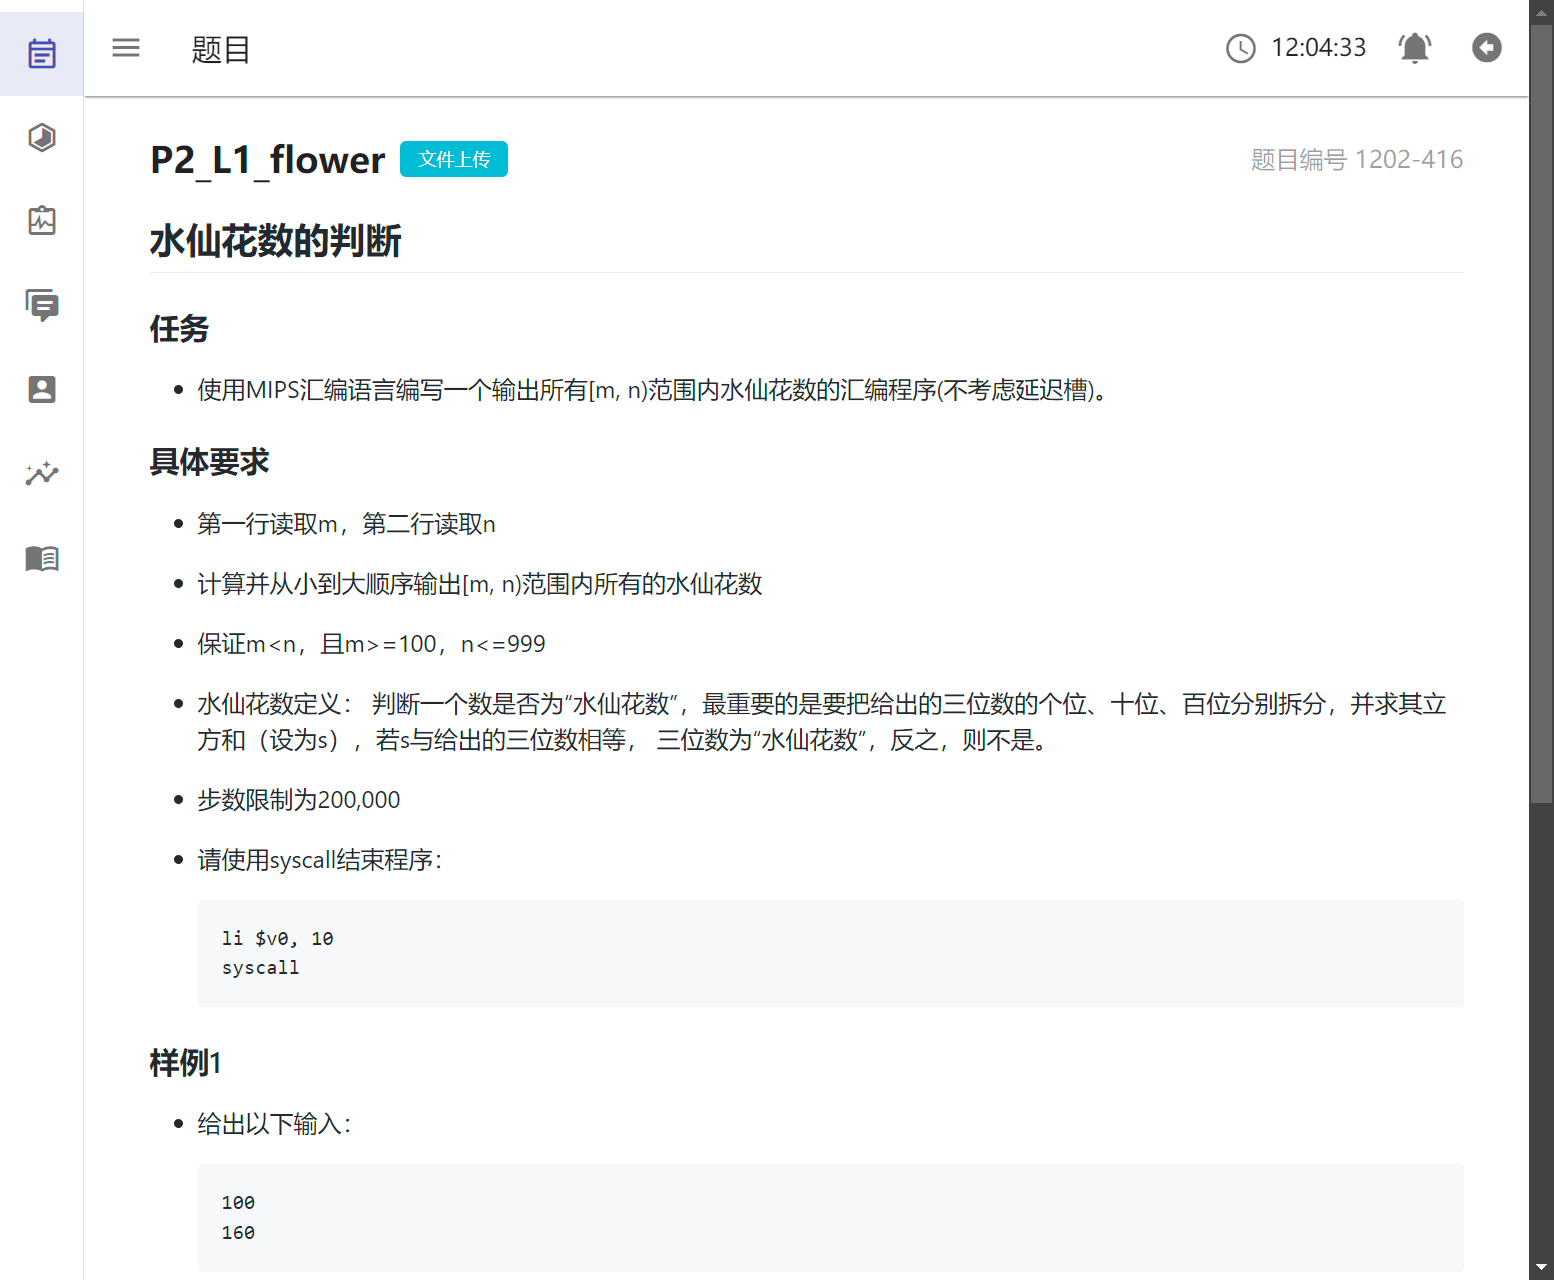 题目
12:04:33
P2_L1_flower
文件上传
题目编号 1202-416
水仙花数的判断
任务
使用MIPS汇编语言编写一个输出所有[m, n)范围内水仙花数的汇编程序(不考虑延迟槽)。
具体要求
第一行读取m，第二行读取n
计算并从小到大顺序输出[m, n)范围内所有的水仙花数
保证m<n，且m>=100，n<=999
水仙花数定义： 判断一个数是否为“水仙花数”，最重要的是要把给出的三位数的个位、十位、百位分别拆分，并求其立
方和（设为s），若s与给出的三位数相等， 三位数为“水仙花数”，反之，则不是。
步数限制为200,000
请使用syscall结束程序：
li $v0, 10
syscall
样例1
给出以下输入：
100
160